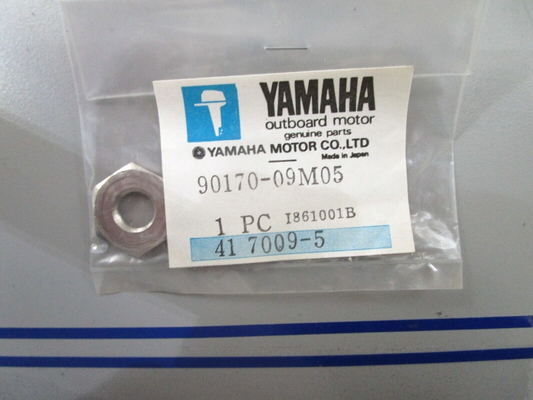 YAMAHA
outboard motor
genuine parts
YAMAHA MOTOR CO.,LTD
Made in Japan
90170-09M05
1 PC I861001B
41 7009-5